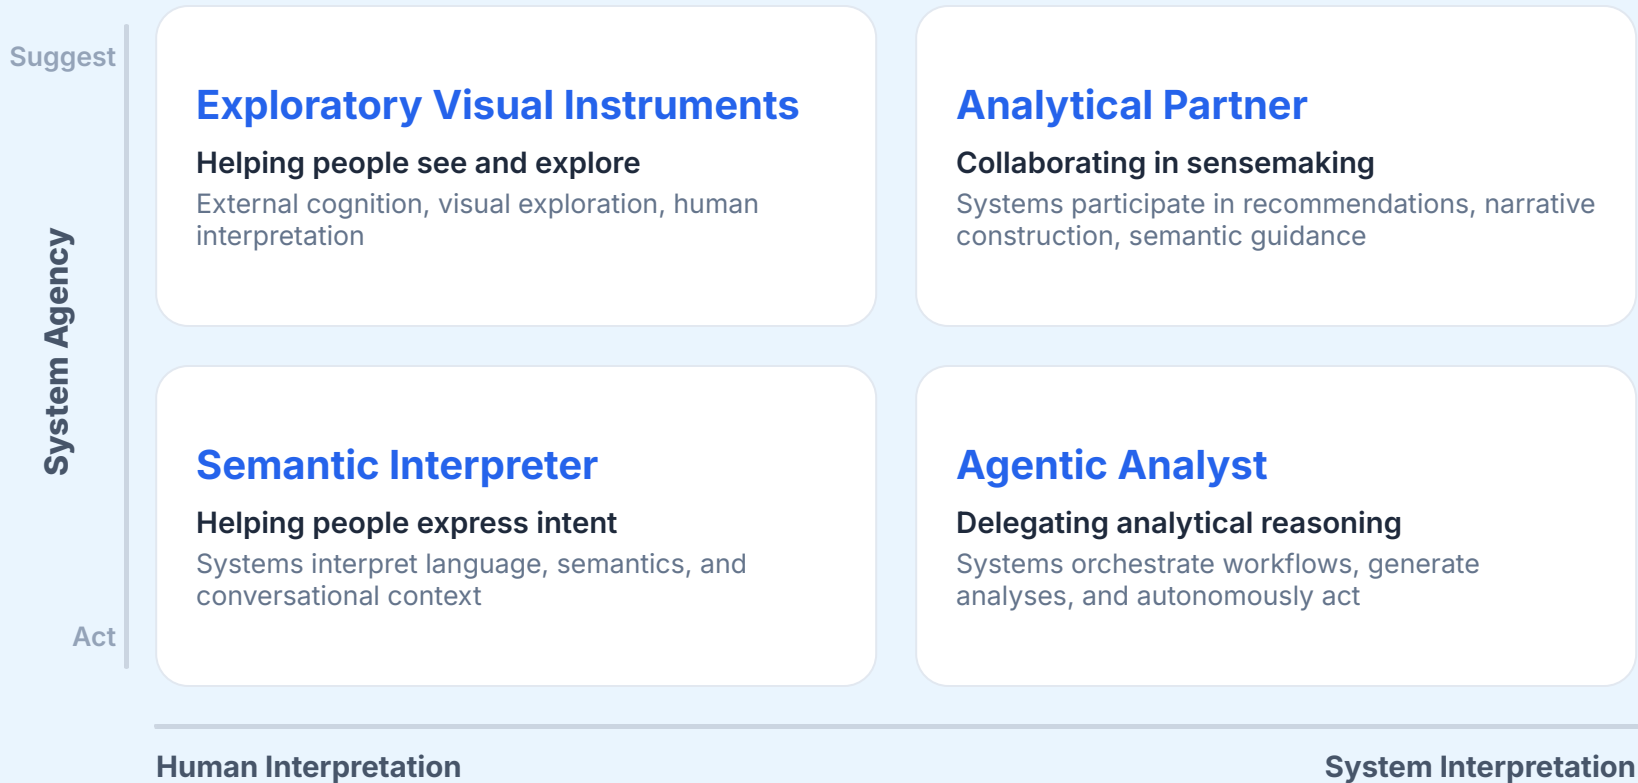 Suggest
Exploratory Visual Instruments
Helping people see and explore
External cognition, visual exploration, human
interpretation
Analytical Partner
Collaborating in sensemaking
Systems participate in recommendations, narrative
construction, semantic guidance
System Agency
Semantic Interpreter
Helping people express intent
Systems interpret language, semantics, and
conversational context
Agentic Analyst
Delegating analytical reasoning
Systems orchestrate workflows, generate
analyses, and autonomously act
Act
Human Interpretation
System Interpretation